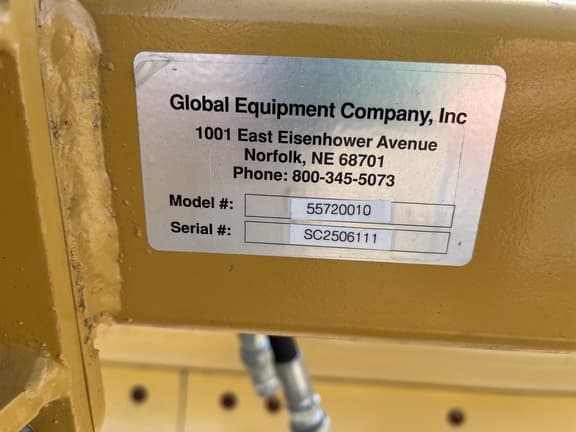 Global Equipment Company, Inc
1001 East Eisenhower Avenue
Norfolk, NE 68701
Phone: 800-345-5073
Model #: 55720010
Serial #: SC2506111